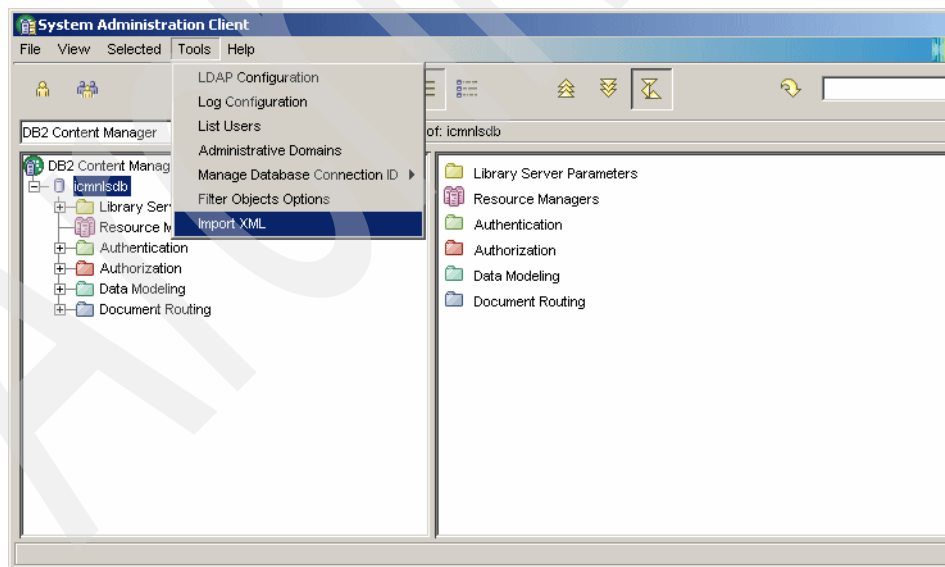 System Administration Client
File View Selected Tools Help
LDAP Configuration
Log Configuration
List Users
Administrative Domains
Manage Database Connection ID
Filter Objects Options
Import XML
DB2 Content Manager
of: icmnlsdb
DB2 Content Manag
icmnlsdb
Library Ser
Resource M
Authentication
Authorization
Data Modeling
Document Routing
Library Server Parameters
Resource Managers
Authentication
Authorization
Data Modeling
Document Routing